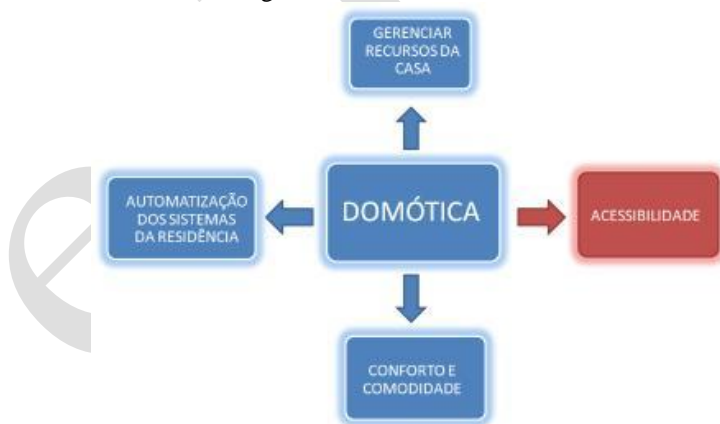 GERENCIAR
RECURSOS DA
CASA
AUTOMATIZAÇÃO
DOS SISTEMAS
DA RESIDÊNCIA
DOMÓTICA
ACESSIBILIDADE
CONFORTO E
COMODIDADE